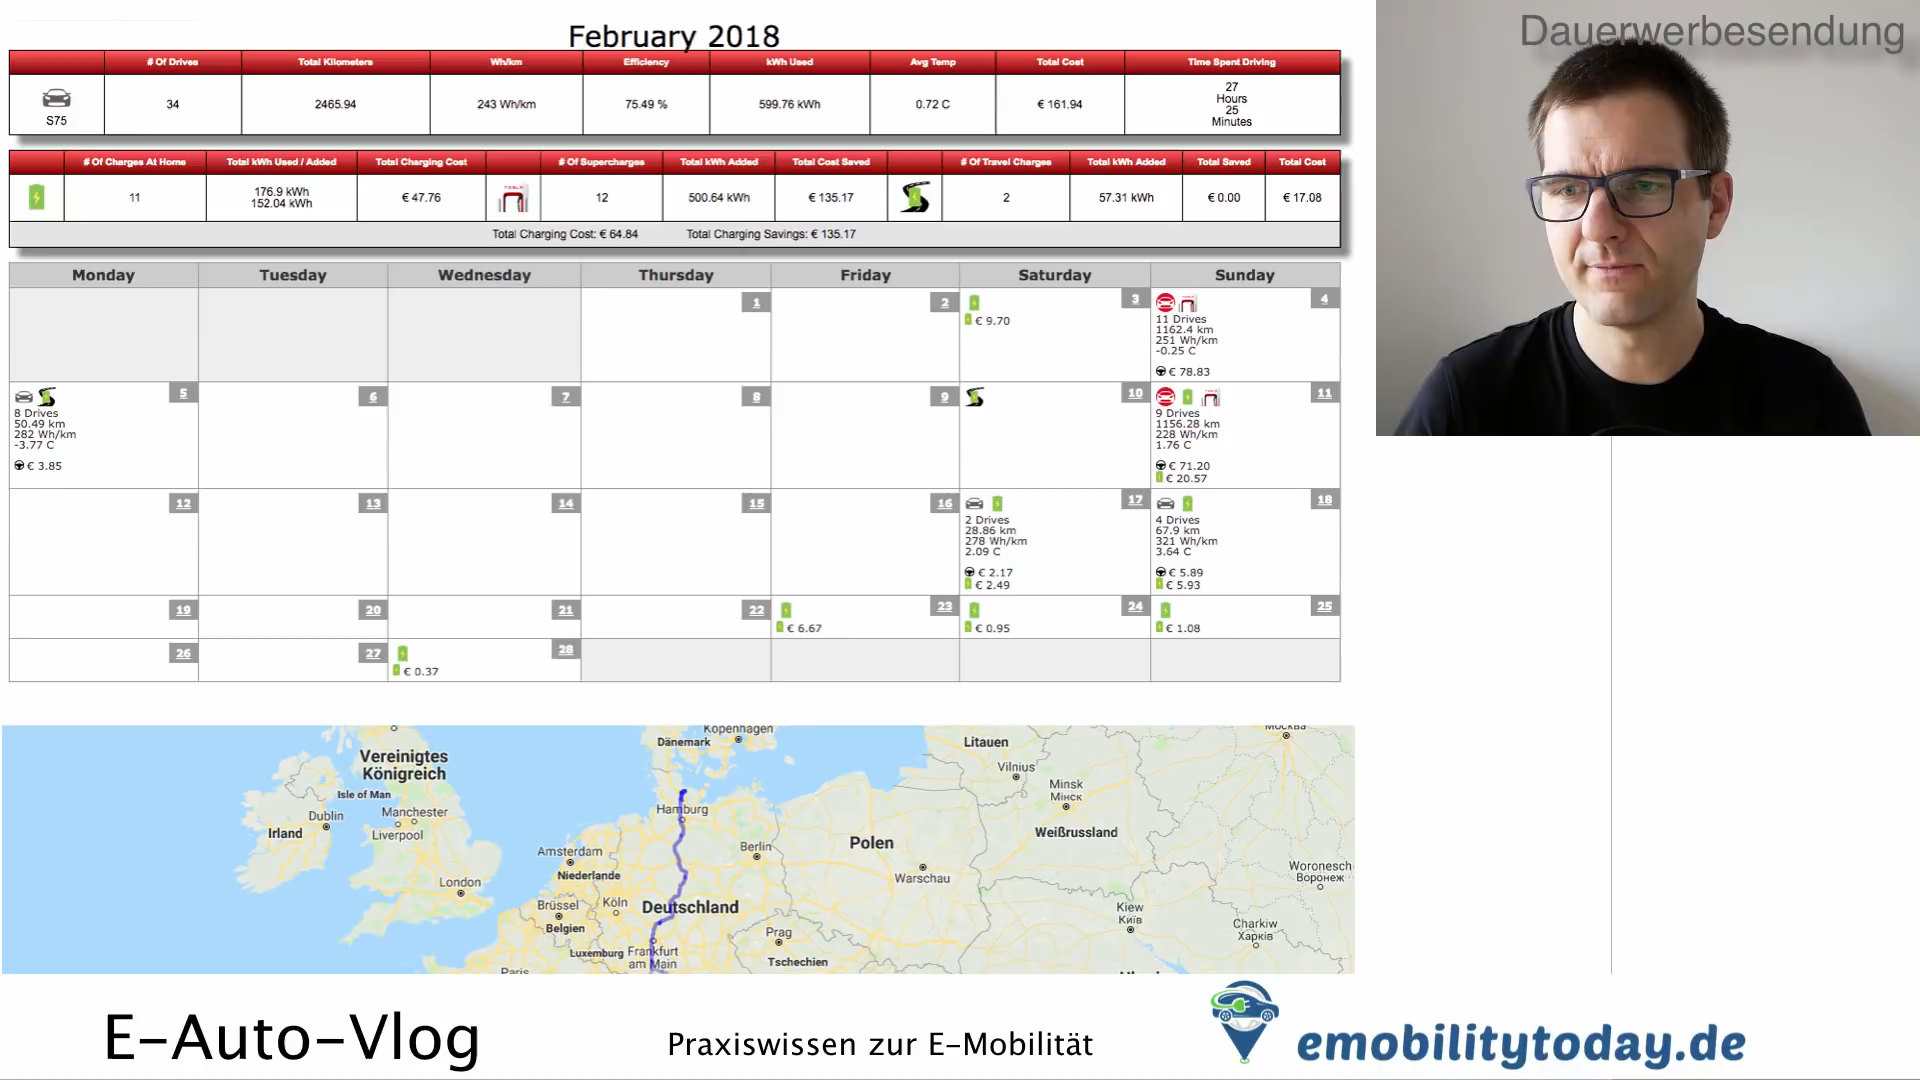 Dauerwerbesendung
February 2018
# Of Drives Total Kilometers Wh/km Efficiency kWh Used Avg Temp Total Cost Time Spent Driving
S75 34 2465.94 243 Wh/km 75.49 % 599.76 kWh 0.72 C € 161.94 27
Hours
25
Minutes
# Of Charges At Home Total kWh Used / Added Total Charging Cost # Of Supercharges Total kWh Added Total Cost Saved # Of Travel Charges Total kWh Added Total Saved Total Cost
11 176.9 kWh
152.04 kWh
€ 47.76 12 500.64 kWh € 135.17 2 57.31 kWh € 0.00 € 17.08
Total Charging Cost: € 64.84 Total Charging Savings: € 135.17
Monday Tuesday Wednesday Thursday Friday Saturday Sunday
1
2
3
€ 9.70
4
11 Drives
1162.4 km
251 Wh/km
-0.25 C
€ 78.83
5
8 Drives
50.49 km
282 Wh/km
-3.77 C
€ 3.85
6
7
8
9
10
11
9 Drives
1156.28 km
228 Wh/km
1.76 C
€ 71.20
€ 20.57
12
13
14
15
16
17
2 Drives
28.86 km
278 Wh/km
2.09 C
€ 2.17
€ 2.49
18
4 Drives
67.9 km
321 Wh/km
3.64 C
€ 5.89
€ 5.93
19
20
21
22
23
€ 6.67
24
€ 0.95
25
€ 1.08
26
27
28
€ 0.37
Kopenhagen
Москва
Dänemark
Litauen
Vereinigtes
Königreich
Vilnius
Minsk
Мінск
Isle of Man
Hamburg
Manchester
Dublin
Irland
Liverpool
Weißrussland
Polen
Berlin
Amsterdam
Niederlande
Warschau
Woronesch
Воронеж
London
Brüssel
Köln
Deutschland
Kiew
Київ
Belgien
Charkiw
Харків
Prag
Luxemburg
Frankfurt
am Main
Tschechien
Paris
E-Auto-Vlog
Praxiswissen zur E-Mobilität
emobilitytoday.de